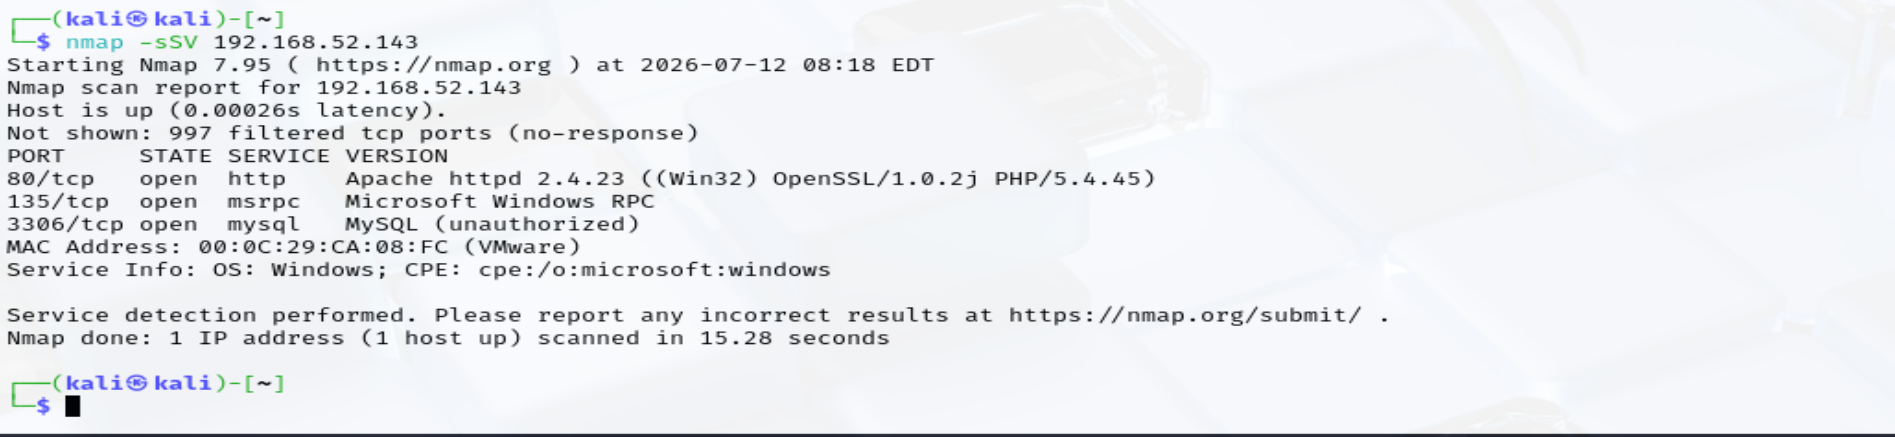 ┌──(kali㉿kali)-[~]
└─$ nmap -sSV 192.168.52.143
Starting Nmap 7.95 ( https://nmap.org ) at 2026-07-12 08:18 EDT
Nmap scan report for 192.168.52.143
Host is up (0.00026s latency).
Not shown: 997 filtered tcp ports (no-response)
PORT     STATE SERVICE VERSION
80/tcp   open  http    Apache httpd 2.4.23 ((Win32) OpenSSL/1.0.2j PHP/5.4.45)
135/tcp  open  msrpc   Microsoft Windows RPC
3306/tcp open  mysql   MySQL (unauthorized)
MAC Address: 00:0C:29:CA:08:FC (VMware)
Service Info: OS: Windows; CPE: cpe:/o:microsoft:windows

Service detection performed. Please report any incorrect results at https://nmap.org/submit/ .
Nmap done: 1 IP address (1 host up) scanned in 15.28 seconds

┌──(kali㉿kali)-[~]
└─$